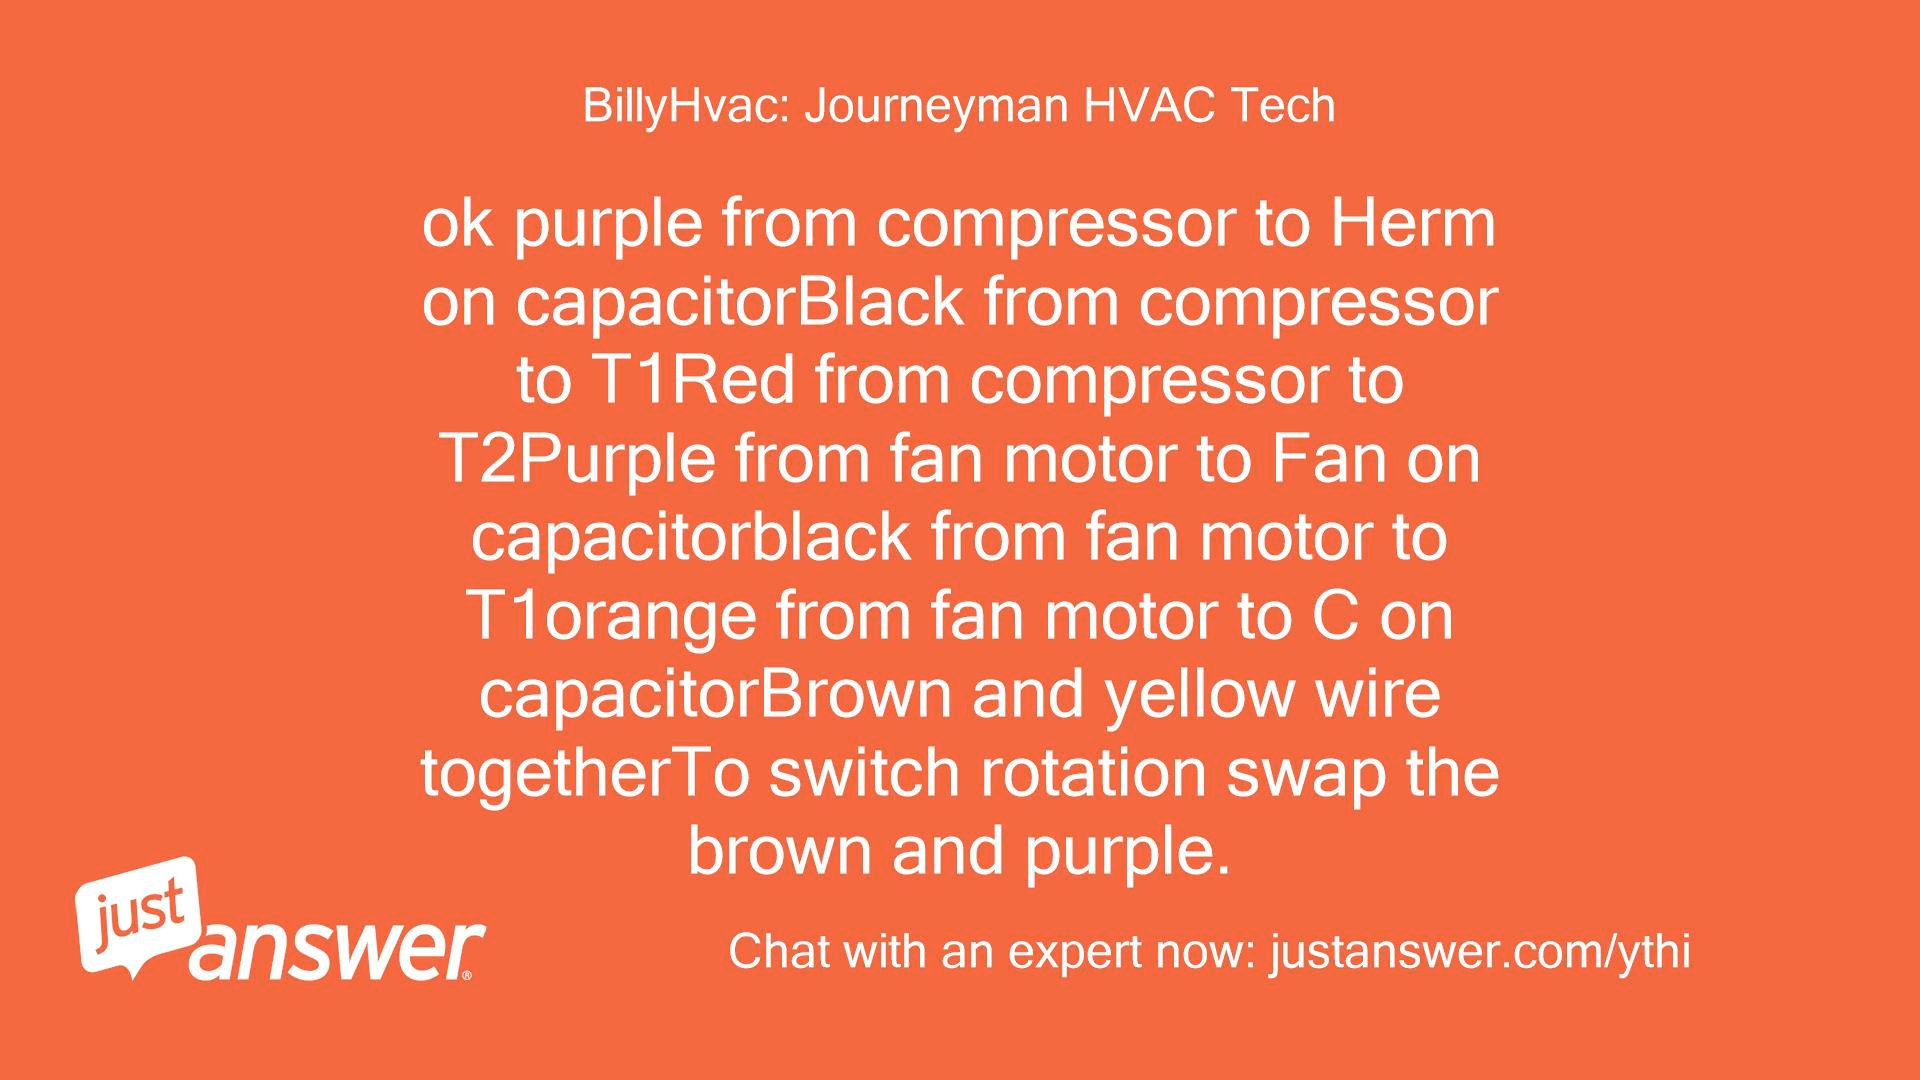 BillyHvac: Journeyman HVAC Tech
ok purple from compressor to Herm
on capacitorBlack from compressor
to T1Red from compressor to
T2Purple from fan motor to Fan on
capacitorblack from fan motor to
T1orange from fan motor to C on
capacitorBrown and yellow wire
togetherTo switch rotation swap the
brown and purple.
just
answer®
Chat with an expert now: justanswer.com/ythi